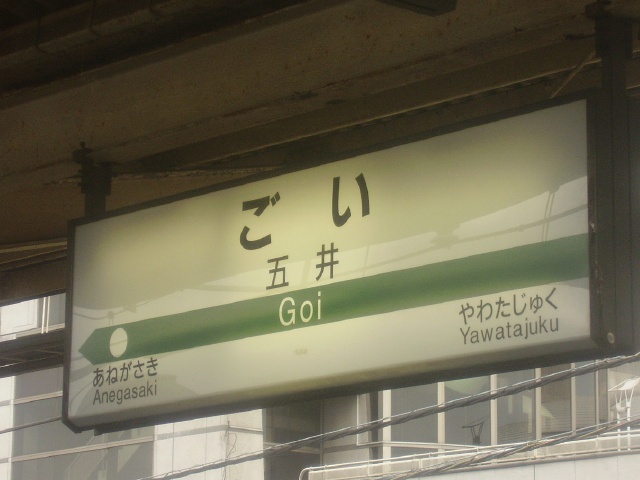 ごい
五井
Goi
あねがさき
Anegasaki
やわたじゅく
Yawatajuku